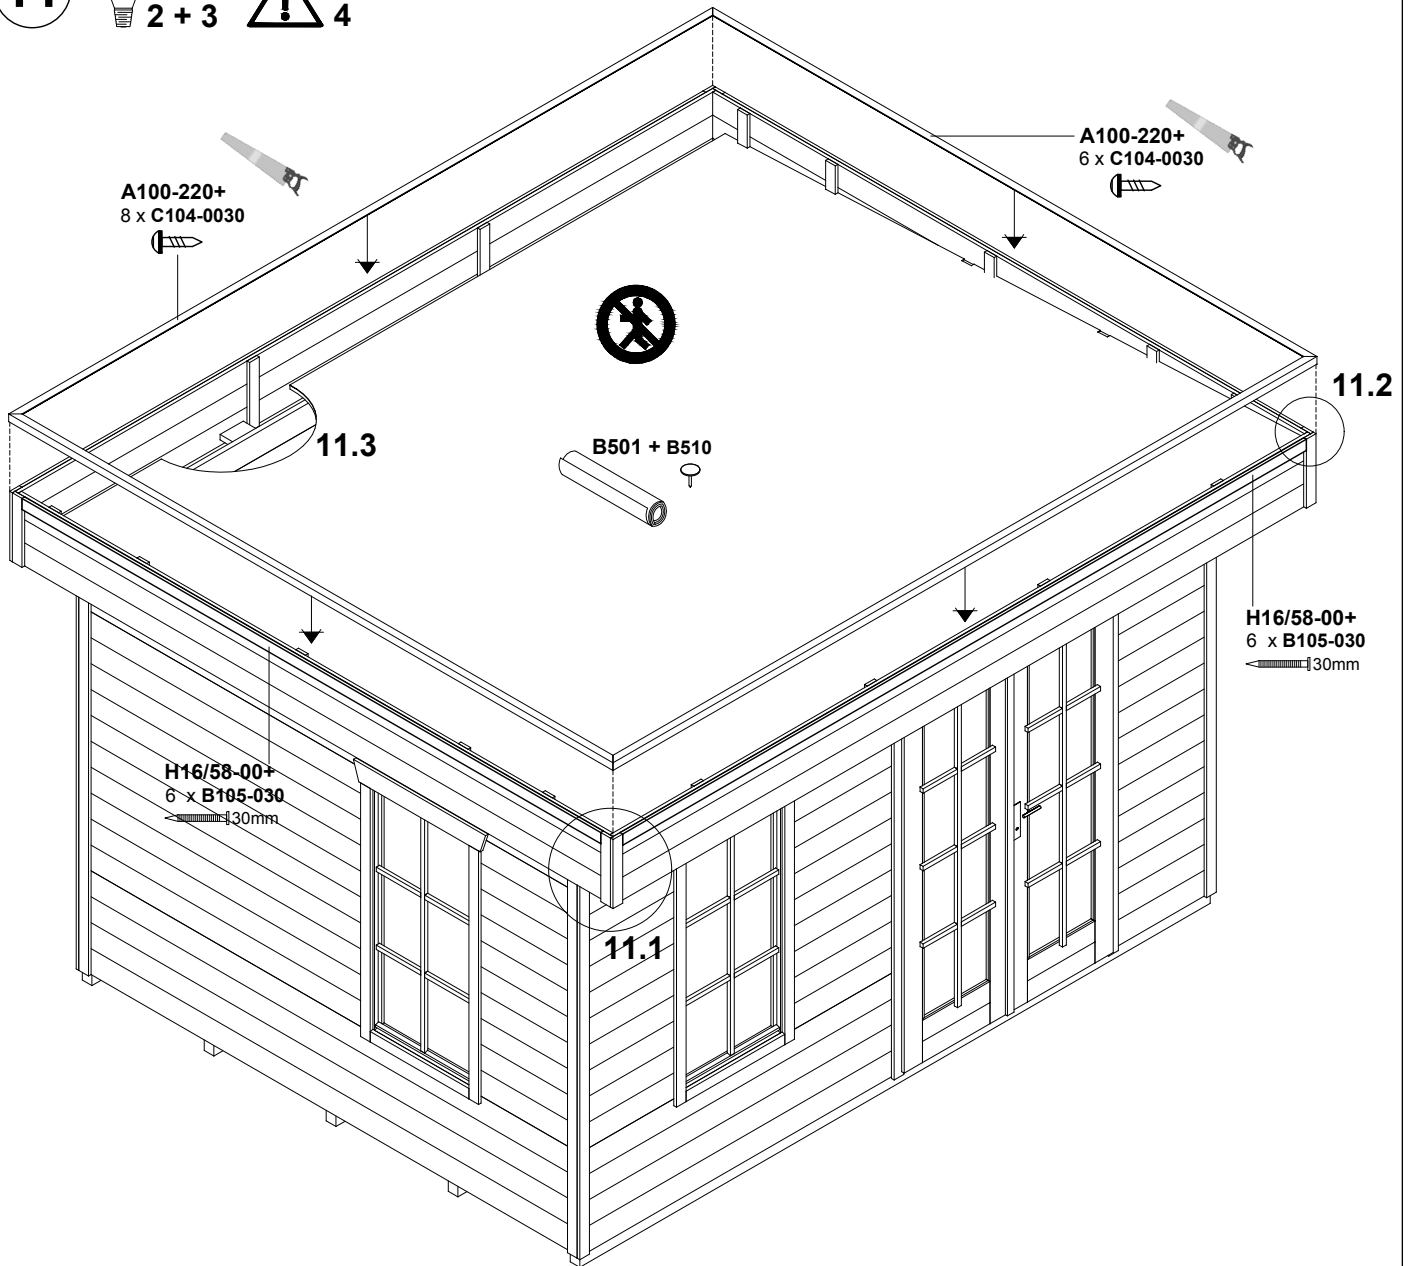 11
2 + 3
4
A100-220+
8 x C104-0030
A100-220+
6 x C104-0030
11.2
11.3
B501 + B510
H16/58-00+
6 x B105-030
30mm
H16/58-00+
6 x B105-030
30mm
11.1